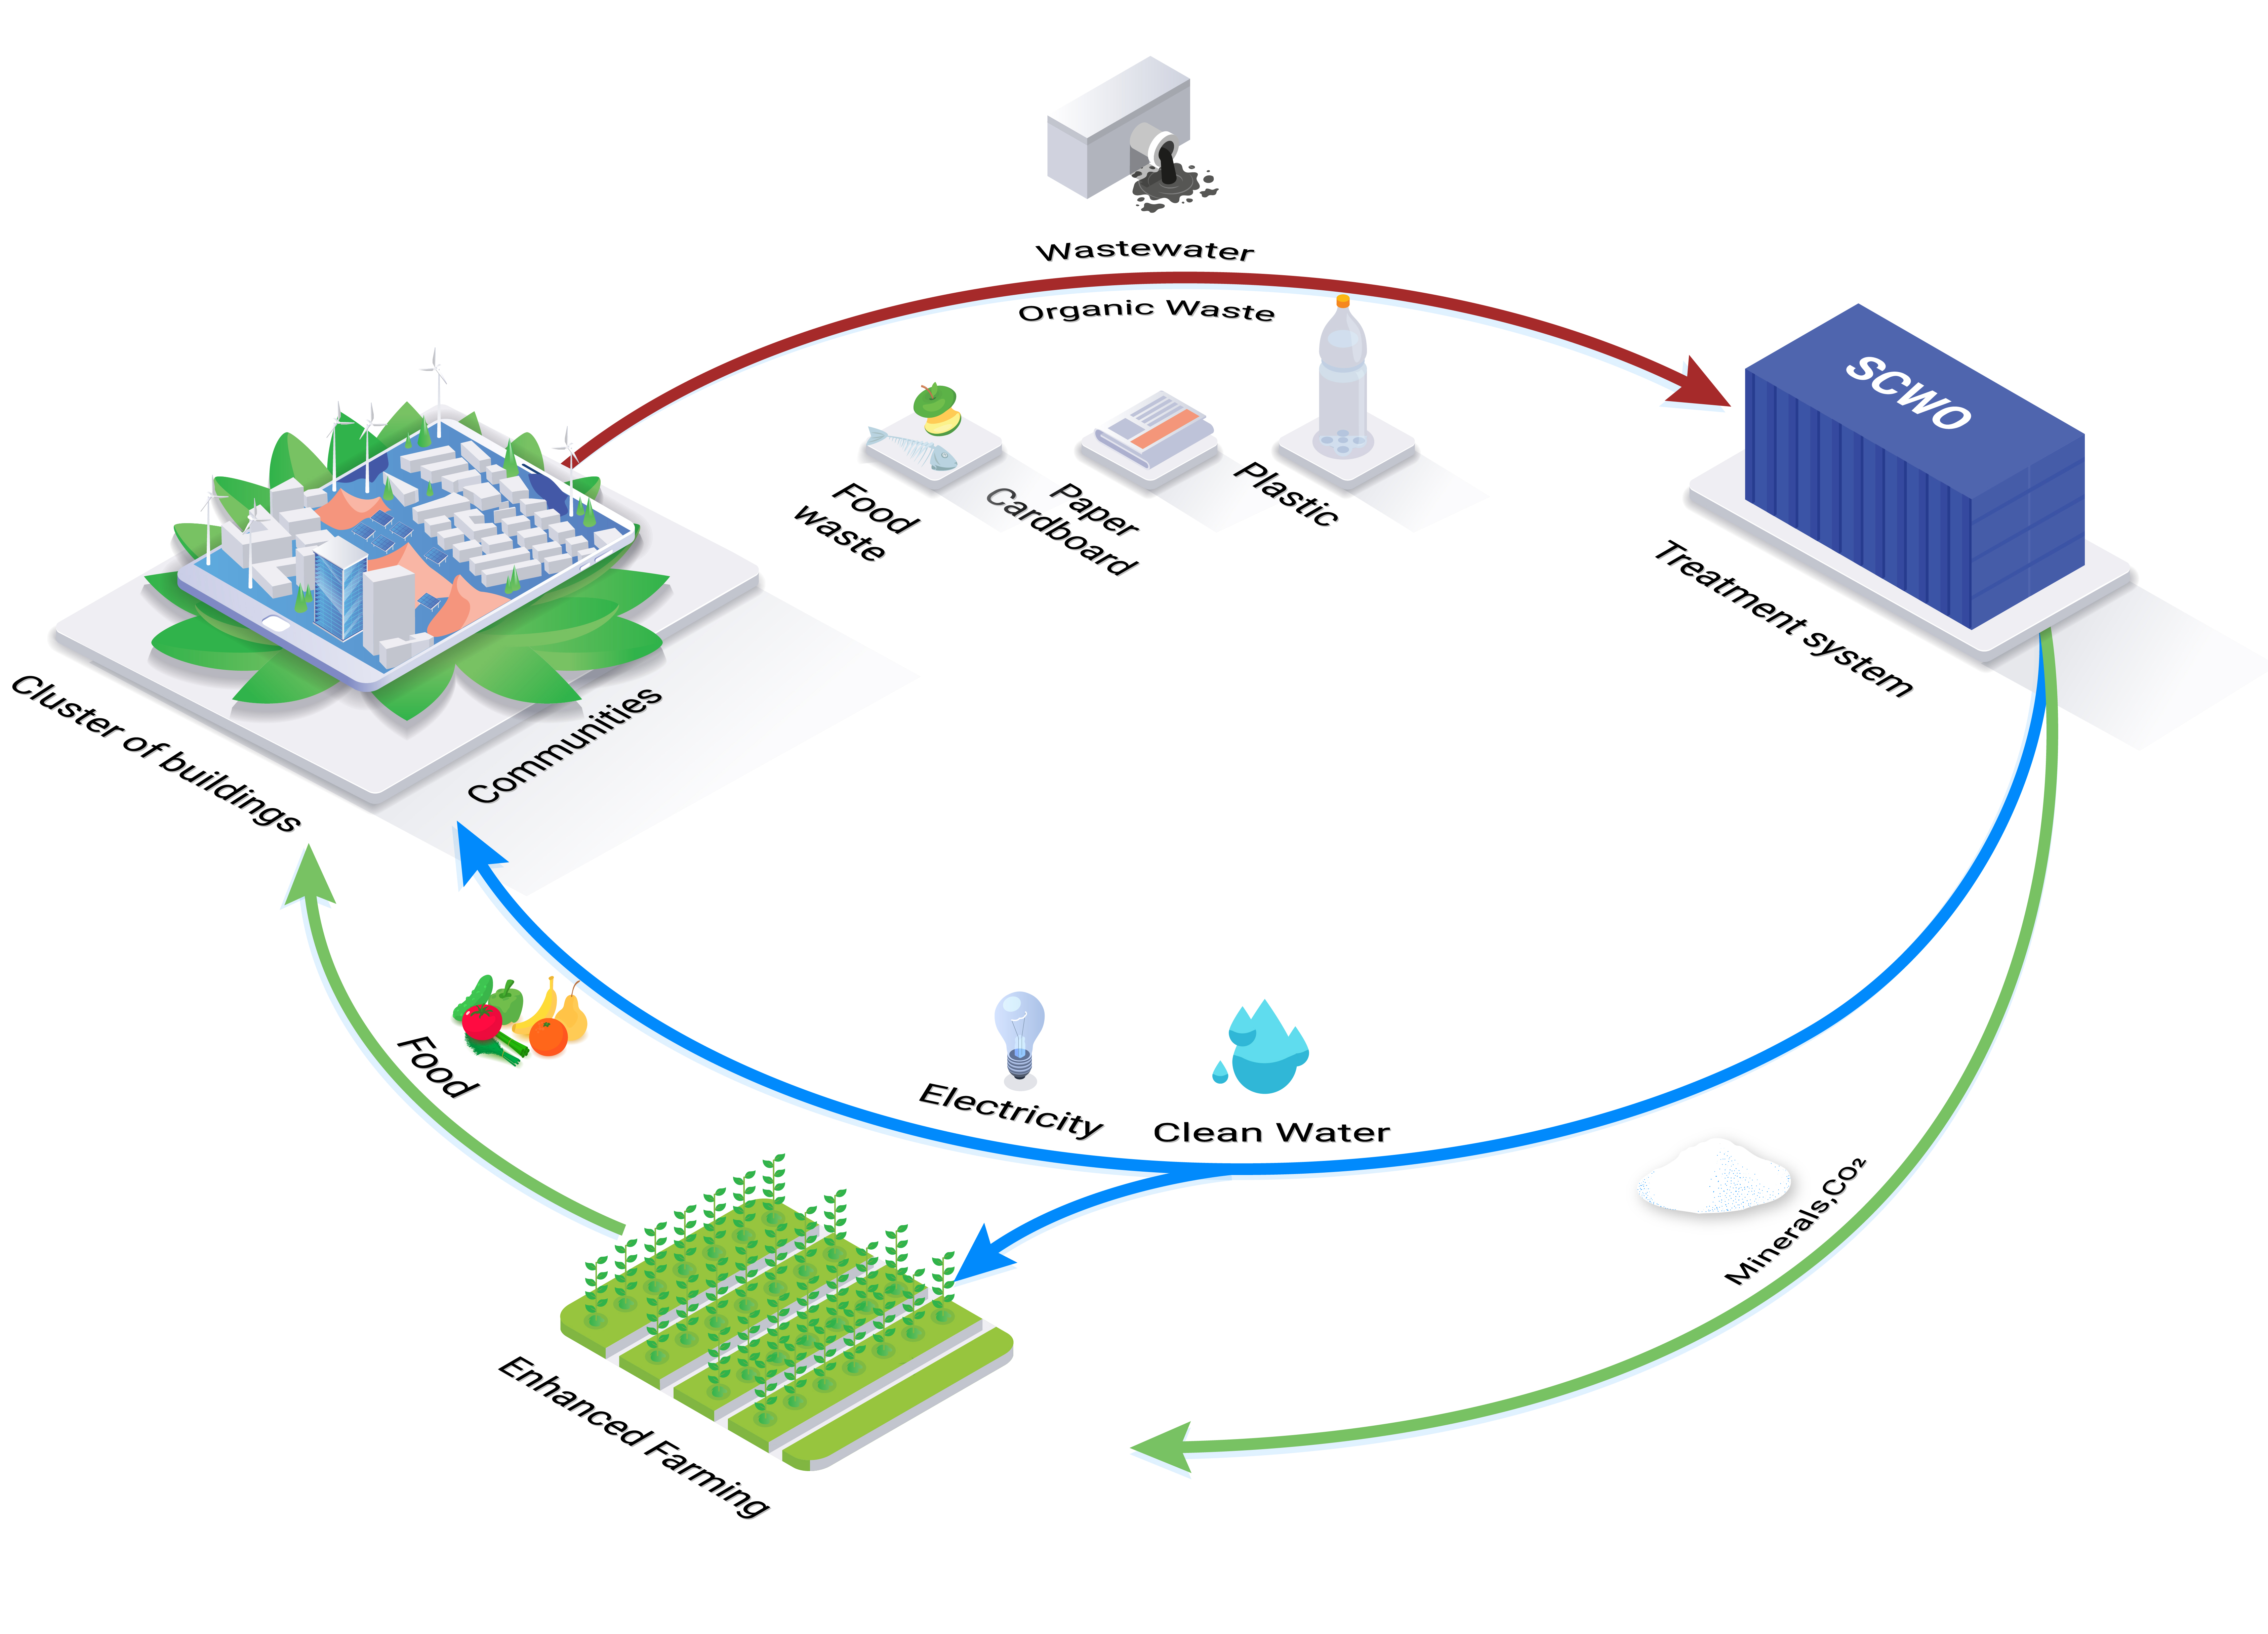 Wastewater
Organic Waste
SCWO
Food
waste
Paper
Cardboard
Plastic
Treatment system
Cluster of buildings
Communities
Food
Electricity
Clean Water
Minerals,CO₂
Enhanced Farming